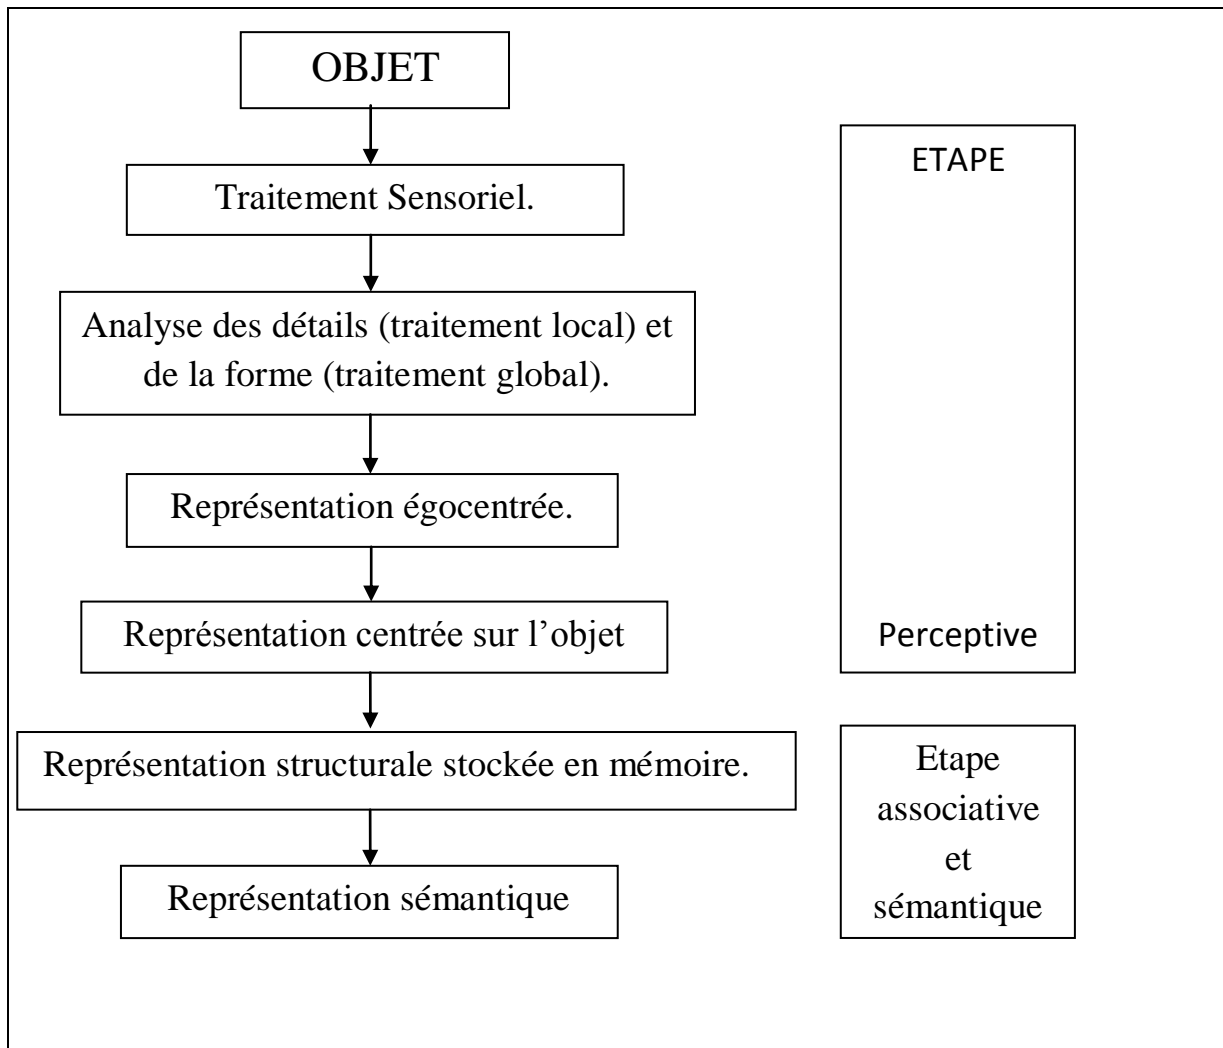 OBJET
Traitement Sensoriel.
Analyse des détails (traitement local) et
de la forme (traitement global).
Représentation égocentrée.
Représentation centrée sur l’objet
Représentation structurale stockée en mémoire.
Représentation sémantique
ETAPE
Perceptive
Etape
associative
et
sémantique